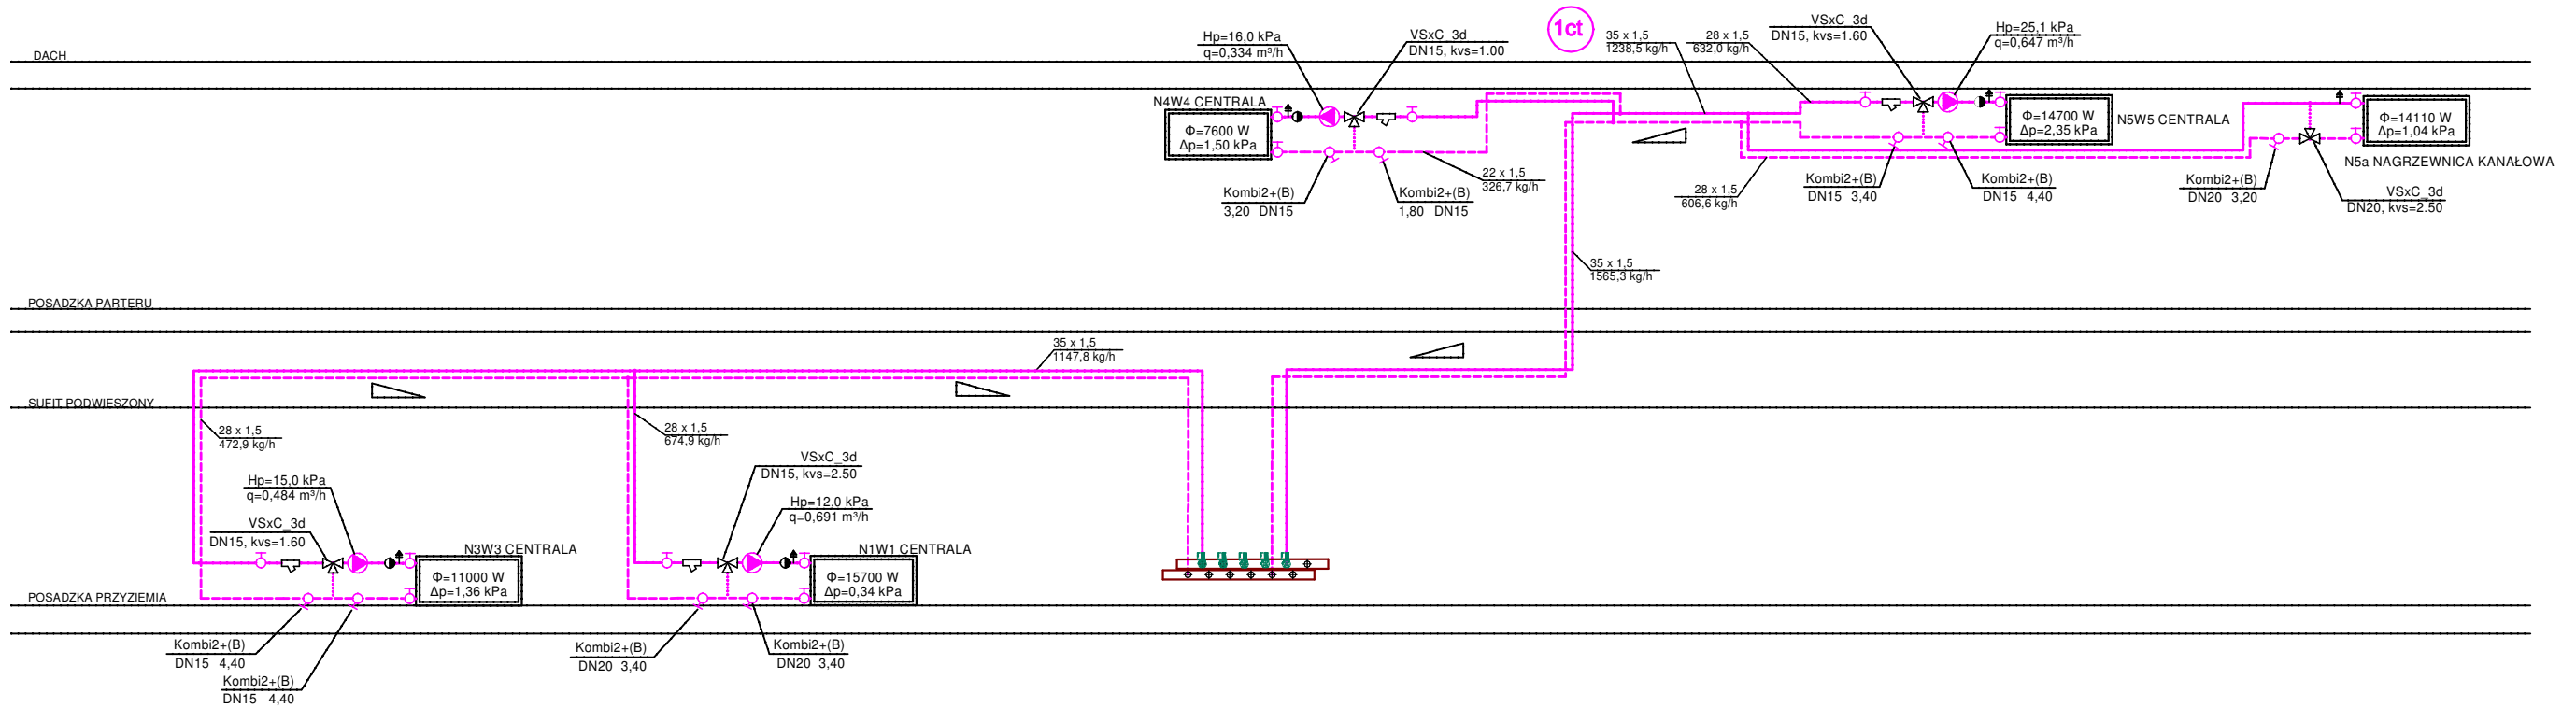 1ct
VSxC_3d
DN15, kvs=1.60
Hp=25,1 kPa
q=0,647 m³/h
Hp=16,0 kPa
q=0,334 m³/h
VSxC_3d
DN15, kvs=1.00
35 x 1,5
1238,5 kg/h
28 x 1,5
632,0 kg/h
DACH
N4W4 CENTRALA
Φ=7600 W
Δp=1,50 kPa
Φ=14700 W
Δp=2,35 kPa
N5W5 CENTRALA
Φ=14110 W
Δp=1,04 kPa
N5a NAGRZEWNICA KANAŁOWA
22 x 1,5
326,7 kg/h
Kombi2+(B)
3,20 DN15
Kombi2+(B)
1,80 DN15
28 x 1,5
606,6 kg/h
Kombi2+(B)
DN15 3,40
Kombi2+(B)
DN15 4,40
Kombi2+(B)
DN20 3,20
VSxC_3d
DN20, kvs=2.50
35 x 1,5
1565,3 kg/h
POSADZKA PARTERU
35 x 1,5
1147,8 kg/h
SUFIT PODWIESZONY
28 x 1,5
472,9 kg/h
28 x 1,5
674,9 kg/h
VSxC_3d
DN15, kvs=2.50
Hp=15,0 kPa
q=0,484 m³/h
Hp=12,0 kPa
q=0,691 m³/h
VSxC_3d
DN15, kvs=1.60
N3W3 CENTRALA
Φ=11000 W
Δp=1,36 kPa
N1W1 CENTRALA
Φ=15700 W
Δp=0,34 kPa
POSADZKA PRZYZIEMIA
Kombi2+(B)
DN15 4,40
Kombi2+(B)
DN15 4,40
Kombi2+(B)
DN20 3,40
Kombi2+(B)
DN20 3,40